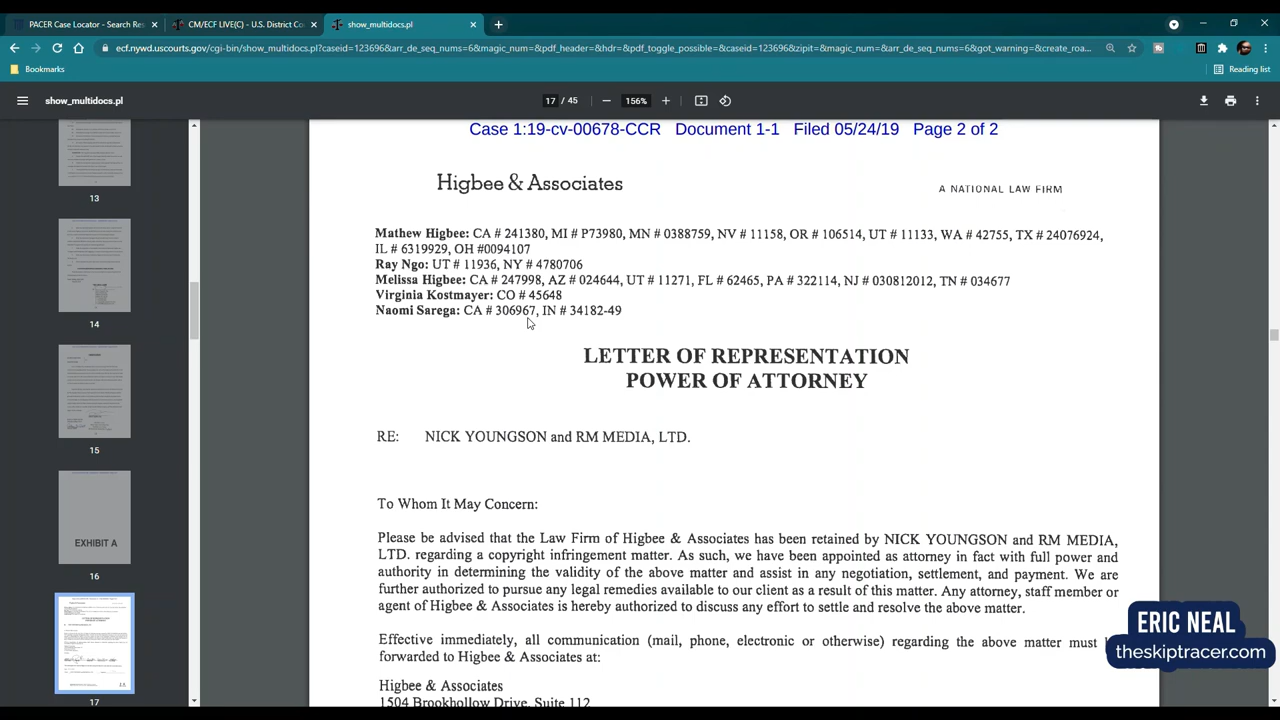 PACER Case Locator - Search Res
CM/ECF LIVE(C) - U.S. District Co
show_multidocs.pl
ecf.nywd.uscourts.gov/cgi-bin/show_multidocs.pl?caseid=123696&arr_de_seq_nums=6&magic_num=&pdf_header=&hdr=&pdf_toggle_possible=&caseid=123696&zipit=&magic_num=&arr_de_seq_nums=6&got_warning=&create_roa...
Bookmarks
Reading list
show_multidocs.pl
17 / 45
156%
13
14
15
EXHIBIT A
16
17
Case 1:19-cv-00678-CCR Document 1-1 Filed 05/24/19 Page 2 of 2
Higbee & Associates
A NATIONAL LAW FIRM
Mathew Higbee: CA # 241380, MI # P73980, MN # 0388759, NV # 11158, OR # 106514, UT # 11133, WA # 42755, TX # 24076924,
IL # 6319929, OH #0094107
Ray Ngo: UT # 11936, NY # 4780706
Melissa Higbee: CA # 247998, AZ # 024644, UT # 11271, FL # 62465, PA # 322114, NJ # 030812012, TN # 034677
Virginia Kostmayer: CO # 45648
Naomi Sarega: CA # 306967, IN # 34182-49
LETTER OF REPRESENTATION
POWER OF ATTORNEY
RE: NICK YOUNGSON and RM MEDIA, LTD.
To Whom It May Concern:
Please be advised that the Law Firm of Higbee & Associates has been retained by NICK YOUNGSON and RM MEDIA,
LTD. regarding a copyright infringement matter. As such, we have been appointed as attorney in fact with full power and
authority in determining the validity of the above matter and assist in any negotiation, settlement, and payment. We are
further authorized to pursue any legal remedies available to our client as a result of this matter. Any attorney, staff member or
agent of Higbee & Associates is hereby authorized to discuss any effort to settle and resolve the above matter.
Effective immediately, all communication (mail, phone, electronic or otherwise) regarding the above matter must
forwarded to Higbee & Associates at:
Higbee & Associates
1504 Brookhollow Drive, Suite 112
ERIC NEAL
theskiptracer.com